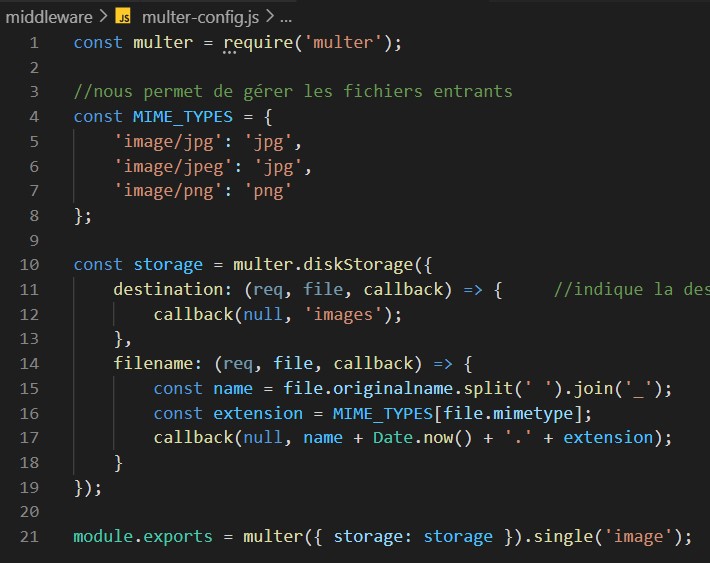 middleware > JS multer-config.js > ...
1 const multer = require('multer');
2
3 //nous permet de gérer les fichiers entrants
4 const MIME_TYPES = {
5 'image/jpg': 'jpg',
6 'image/jpeg': 'jpg',
7 'image/png': 'png'
8 };
9
10 const storage = multer.diskStorage({
11 destination: (req, file, callback) => { //indique la des
12 callback(null, 'images');
13 },
14 filename: (req, file, callback) => {
15 const name = file.originalname.split(' ').join('_');
16 const extension = MIME_TYPES[file.mimetype];
17 callback(null, name + Date.now() + '.' + extension);
18 }
19 });
20
21 module.exports = multer({ storage: storage }).single('image');